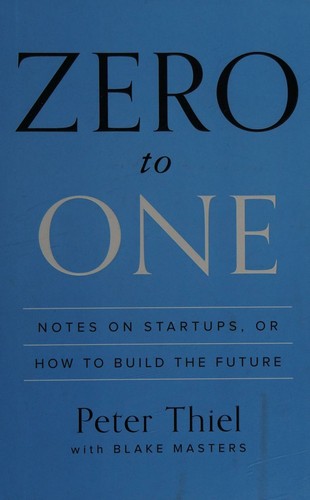 ZERO
to
ONE
NOTES ON STARTUPS, OR
HOW TO BUILD THE FUTURE
Peter Thiel
with BLAKE MASTERS